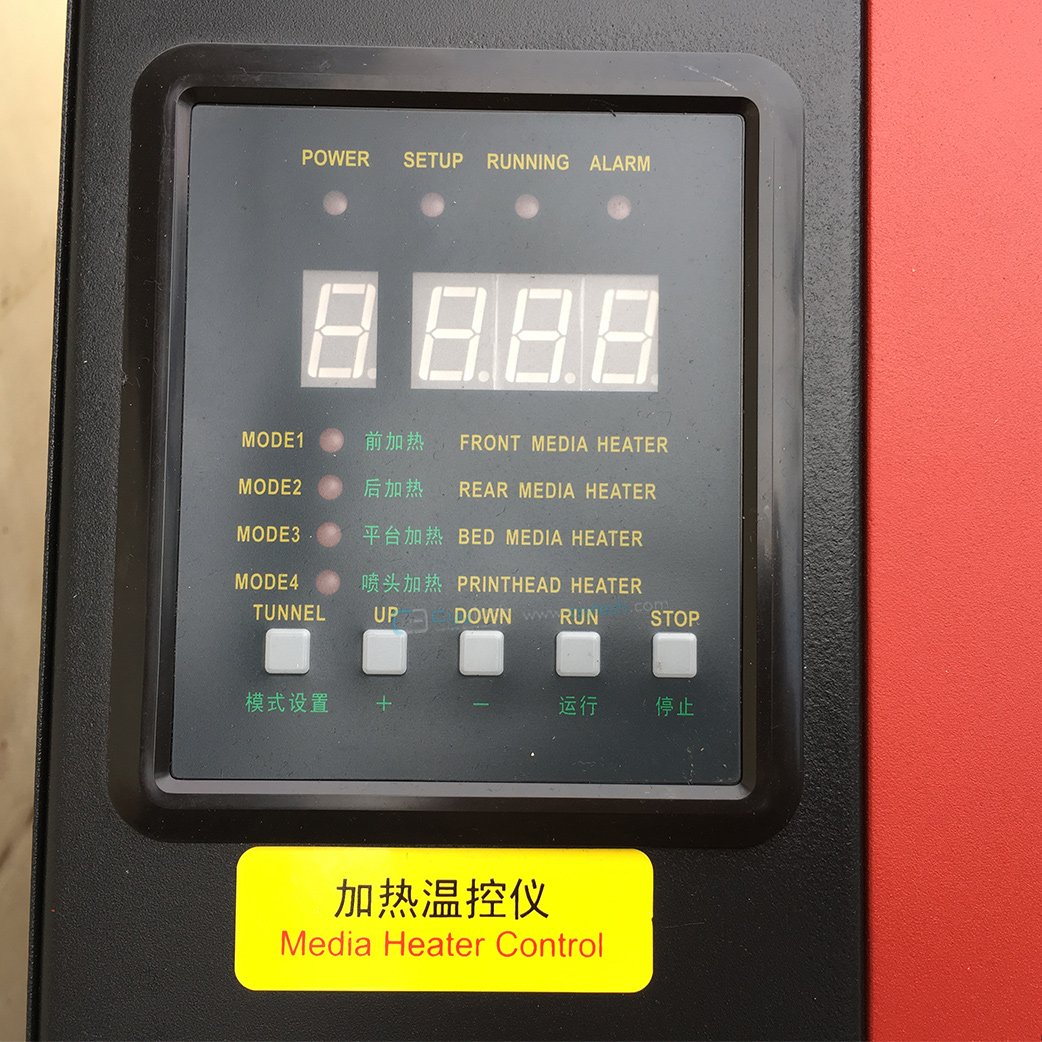 POWER SETUP RUNNING ALARM
MODE1 前加热 FRONT MEDIA HEATER
MODE2 后加热 REAR MEDIA HEATER
MODE3 平台加热 BED MEDIA HEATER
MODE4 喷头加热 PRINTHEAD HEATER
TUNNEL UP DOWN RUN STOP
模式设置 + − 运行 停止
加热温控仪
Media Heater Control